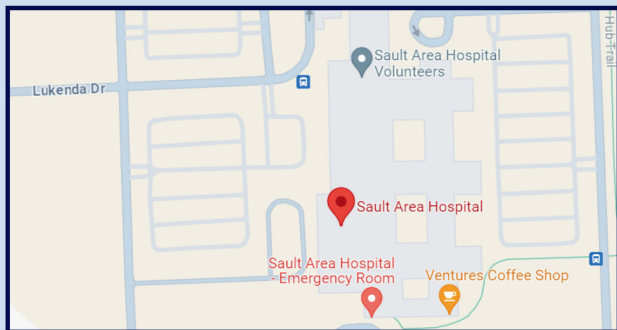 Sault Area Hospital
Volunteers
Hub Trail
Lukenda Dr
Sault Area Hospital
Sault Area Hospital
- Emergency Room
Ventures Coffee Shop